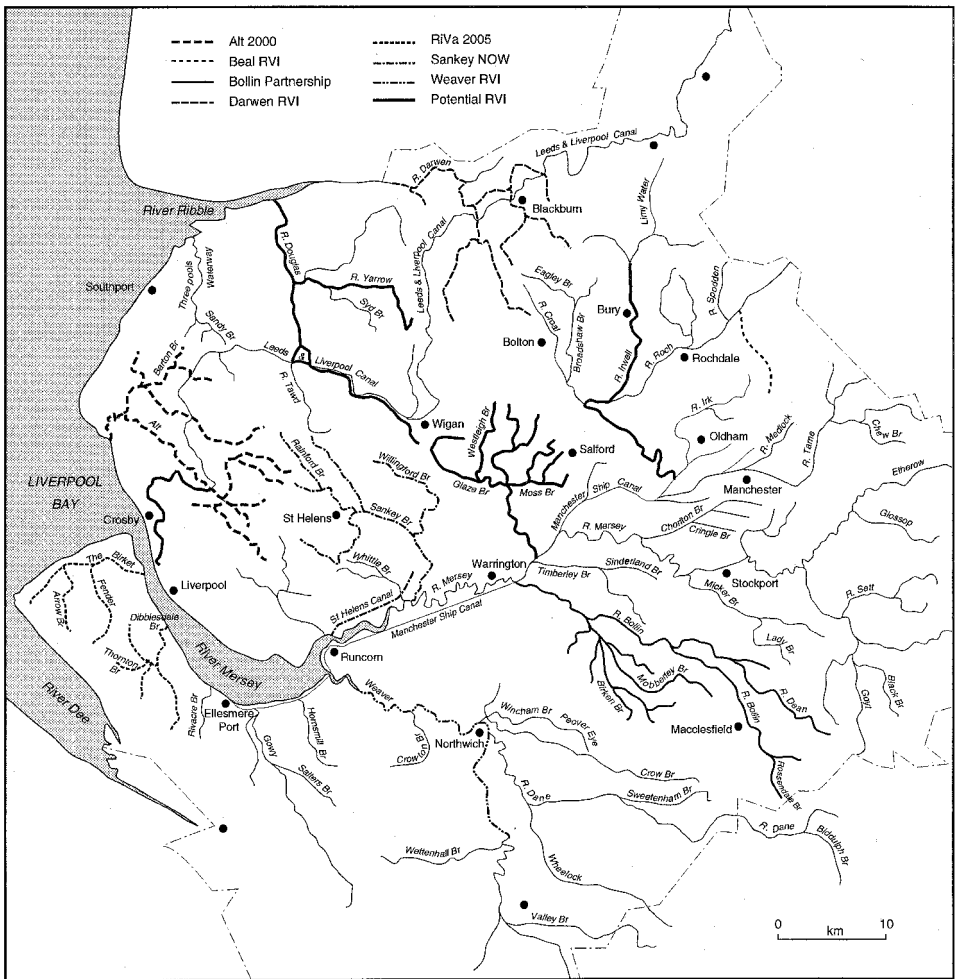 Alt 2000
Beal RVI
Bollin Partnership
Darwen RVI
RiVa 2005
Sankey NOW
Weaver RVI
Potential RVI
Leeds & Liverpool Canal
R. Darwen
Blackburn
River Ribble
Limy Water
R. Douglas
Leeds & Liverpool Canal
Three pools
Waterway
Southport
R. Yarrow
Syd Br
Eagley Br
R. Croal
Broadshaw Br
Bury
R. Spodden
Bolton
R. Irwell
R. Roch
Rochdale
Sandy Br
Barton Br
Leeds & Liverpool Canal
R. Tawd
Wigan
R. Irk
Oldham
R. Medlock
R. Tame
Chew Br
Alt
Rainford Br
Westleigh Br
Salford
Willingford Br
Glaze Br
Moss Br
Manchester Ship Canal
Manchester
Etherow
LIVERPOOL
BAY
Crosby
St Helens
Sankey Br
R. Mersey
Chorlton Br
Cringle Br
Glossop
Whittle Br
Warrington
Timberley Br
Sinderland Br
Stockport
Micker Br
The Birket
Fender
Arrow Br
Liverpool
Dibbinsdale Br
Thornton Br
St Helens Canal
R. Mersey
Manchester Ship Canal
R. Sett
Lady Br
R. Bollin
Mobberley Br
Birken Br
R. Bollin
R. Dean
Goyt
Black Br
River Mersey
Runcorn
River Dee
Rivacre Br
Ellesmere
Port
Weaver
Hornsmill Br
Crowton Br
Northwich
Wincham Br
Peover Eye
Macclesfield
Gowy
Salters Br
Crow Br
Rossendale Br
R. Dane
Sweetenham Br
R. Dane
Biddulph Br
Wettenhall Br
Wheelock
Valley Br
0 10
km